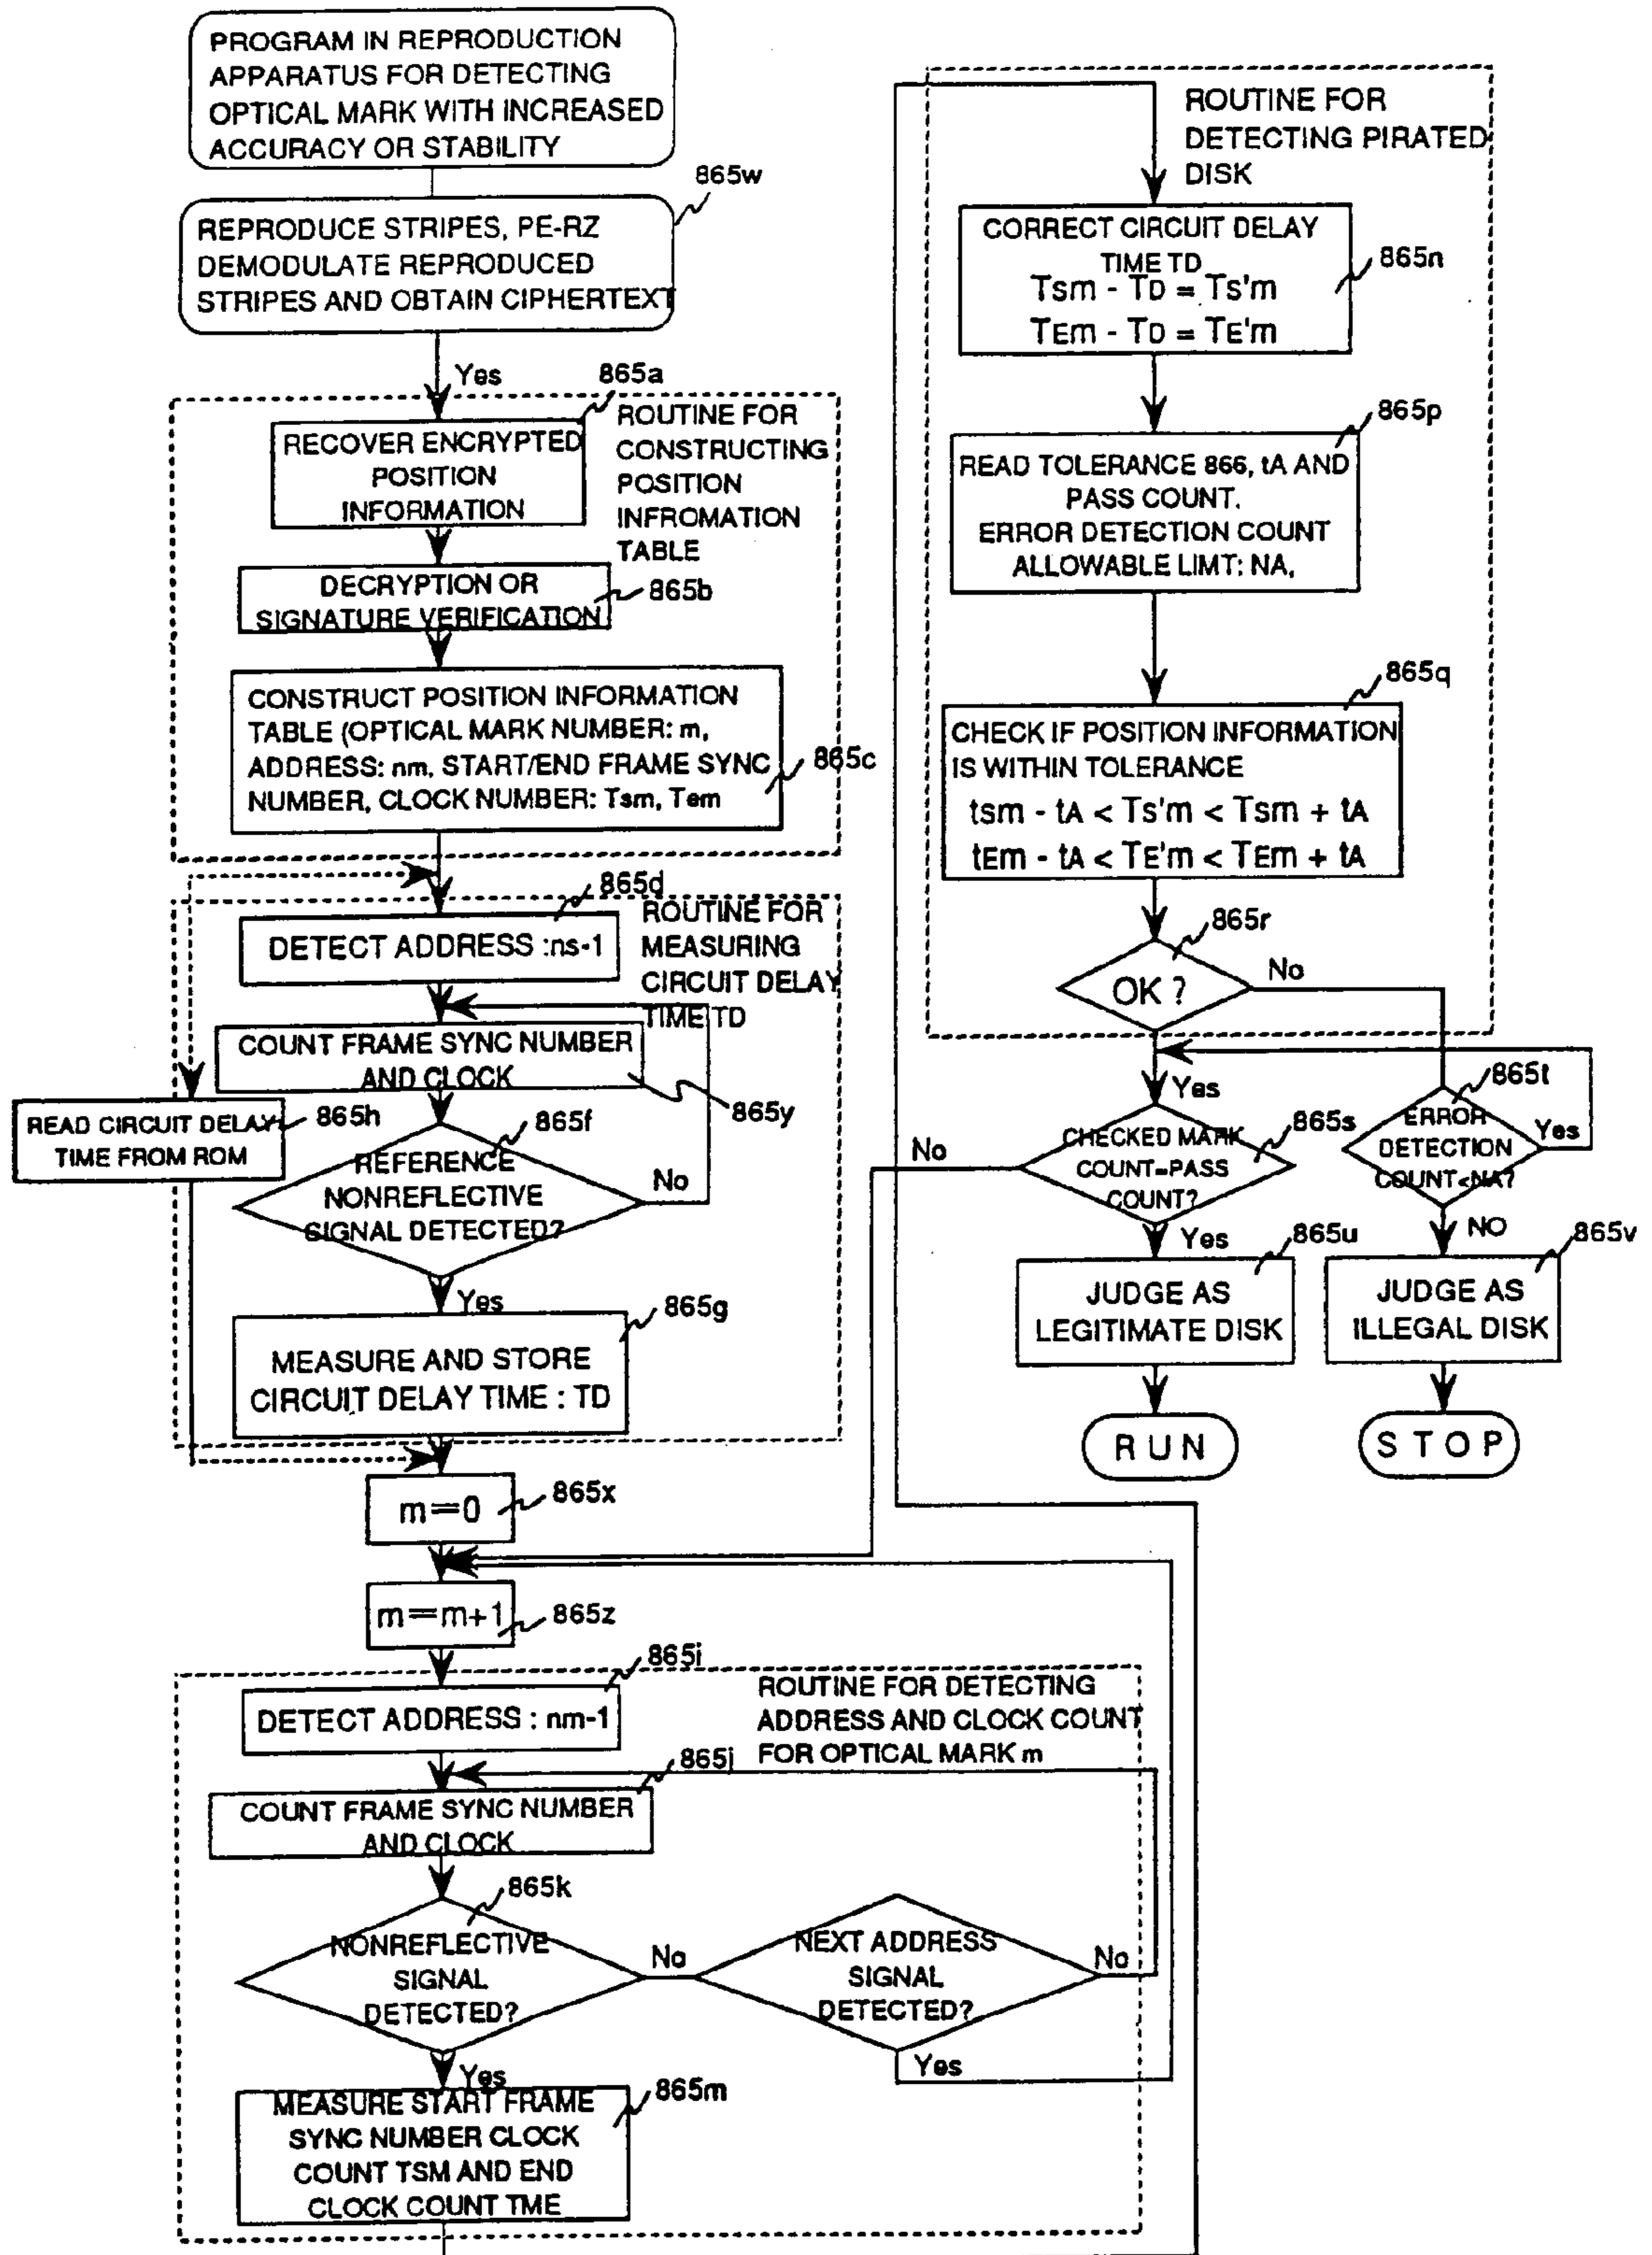 PROGRAM IN REPRODUCTION
APPARATUS FOR DETECTING
OPTICAL MARK WITH INCREASED
ACCURACY OR STABILITY
865w
REPRODUCE STRIPES, PE-RZ
DEMODULATE REPRODUCED
STRIPES AND OBTAIN CIPHERTEXT
Yes
865a
ROUTINE FOR
CONSTRUCTING
POSITION
INFROMATION
TABLE
RECOVER ENCRYPTED
POSITION
INFORMATION
DECRYPTION OR
SIGNATURE VERIFICATION
865b
CONSTRUCT POSITION INFORMATION
TABLE (OPTICAL MARK NUMBER: m,
ADDRESS: nm, START/END FRAME SYNC
NUMBER, CLOCK NUMBER: Tsm, Tem
865c
865d
ROUTINE FOR
MEASURING
CIRCUIT DELAY
TIME TD
DETECT ADDRESS :ns-1
COUNT FRAME SYNC NUMBER
AND CLOCK
865y
READ CIRCUIT DELAY
TIME FROM ROM
865h
865f
REFERENCE
NONREFLECTIVE
SIGNAL DETECTED?
No
Yes
865g
MEASURE AND STORE
CIRCUIT DELAY TIME : TD
m=0
865x
m=m+1
865z
865i
ROUTINE FOR DETECTING
ADDRESS AND CLOCK COUNT
FOR OPTICAL MARK m
DETECT ADDRESS : nm-1
865j
COUNT FRAME SYNC NUMBER
AND CLOCK
865k
NONREFLECTIVE
SIGNAL
DETECTED?
No
NEXT ADDRESS
SIGNAL
DETECTED?
No
Yes
Yes
865m
MEASURE START FRAME
SYNC NUMBER CLOCK
COUNT TSM AND END
CLOCK COUNT TME
ROUTINE FOR
DETECTING PIRATED
DISK
CORRECT CIRCUIT DELAY
TIME TD
Tsm - TD = Ts'm
TEm - TD = TE'm
865n
865p
READ TOLERANCE 866, tA AND
PASS COUNT.
ERROR DETECTION COUNT
ALLOWABLE LIMT: NA,
865q
CHECK IF POSITION INFORMATION
IS WITHIN TOLERANCE
tsm - tA < Ts'm < Tsm + tA
tEm - tA < TE'm < TEm + tA
865r
OK ?
No
Yes
865t
ERROR
DETECTION
COUNT<NA?
Yes
CHECKED MARK
COUNT=PASS
COUNT?
865s
No
Yes
NO
865u
JUDGE AS
LEGITIMATE DISK
865v
JUDGE AS
ILLEGAL DISK
RUN
STOP